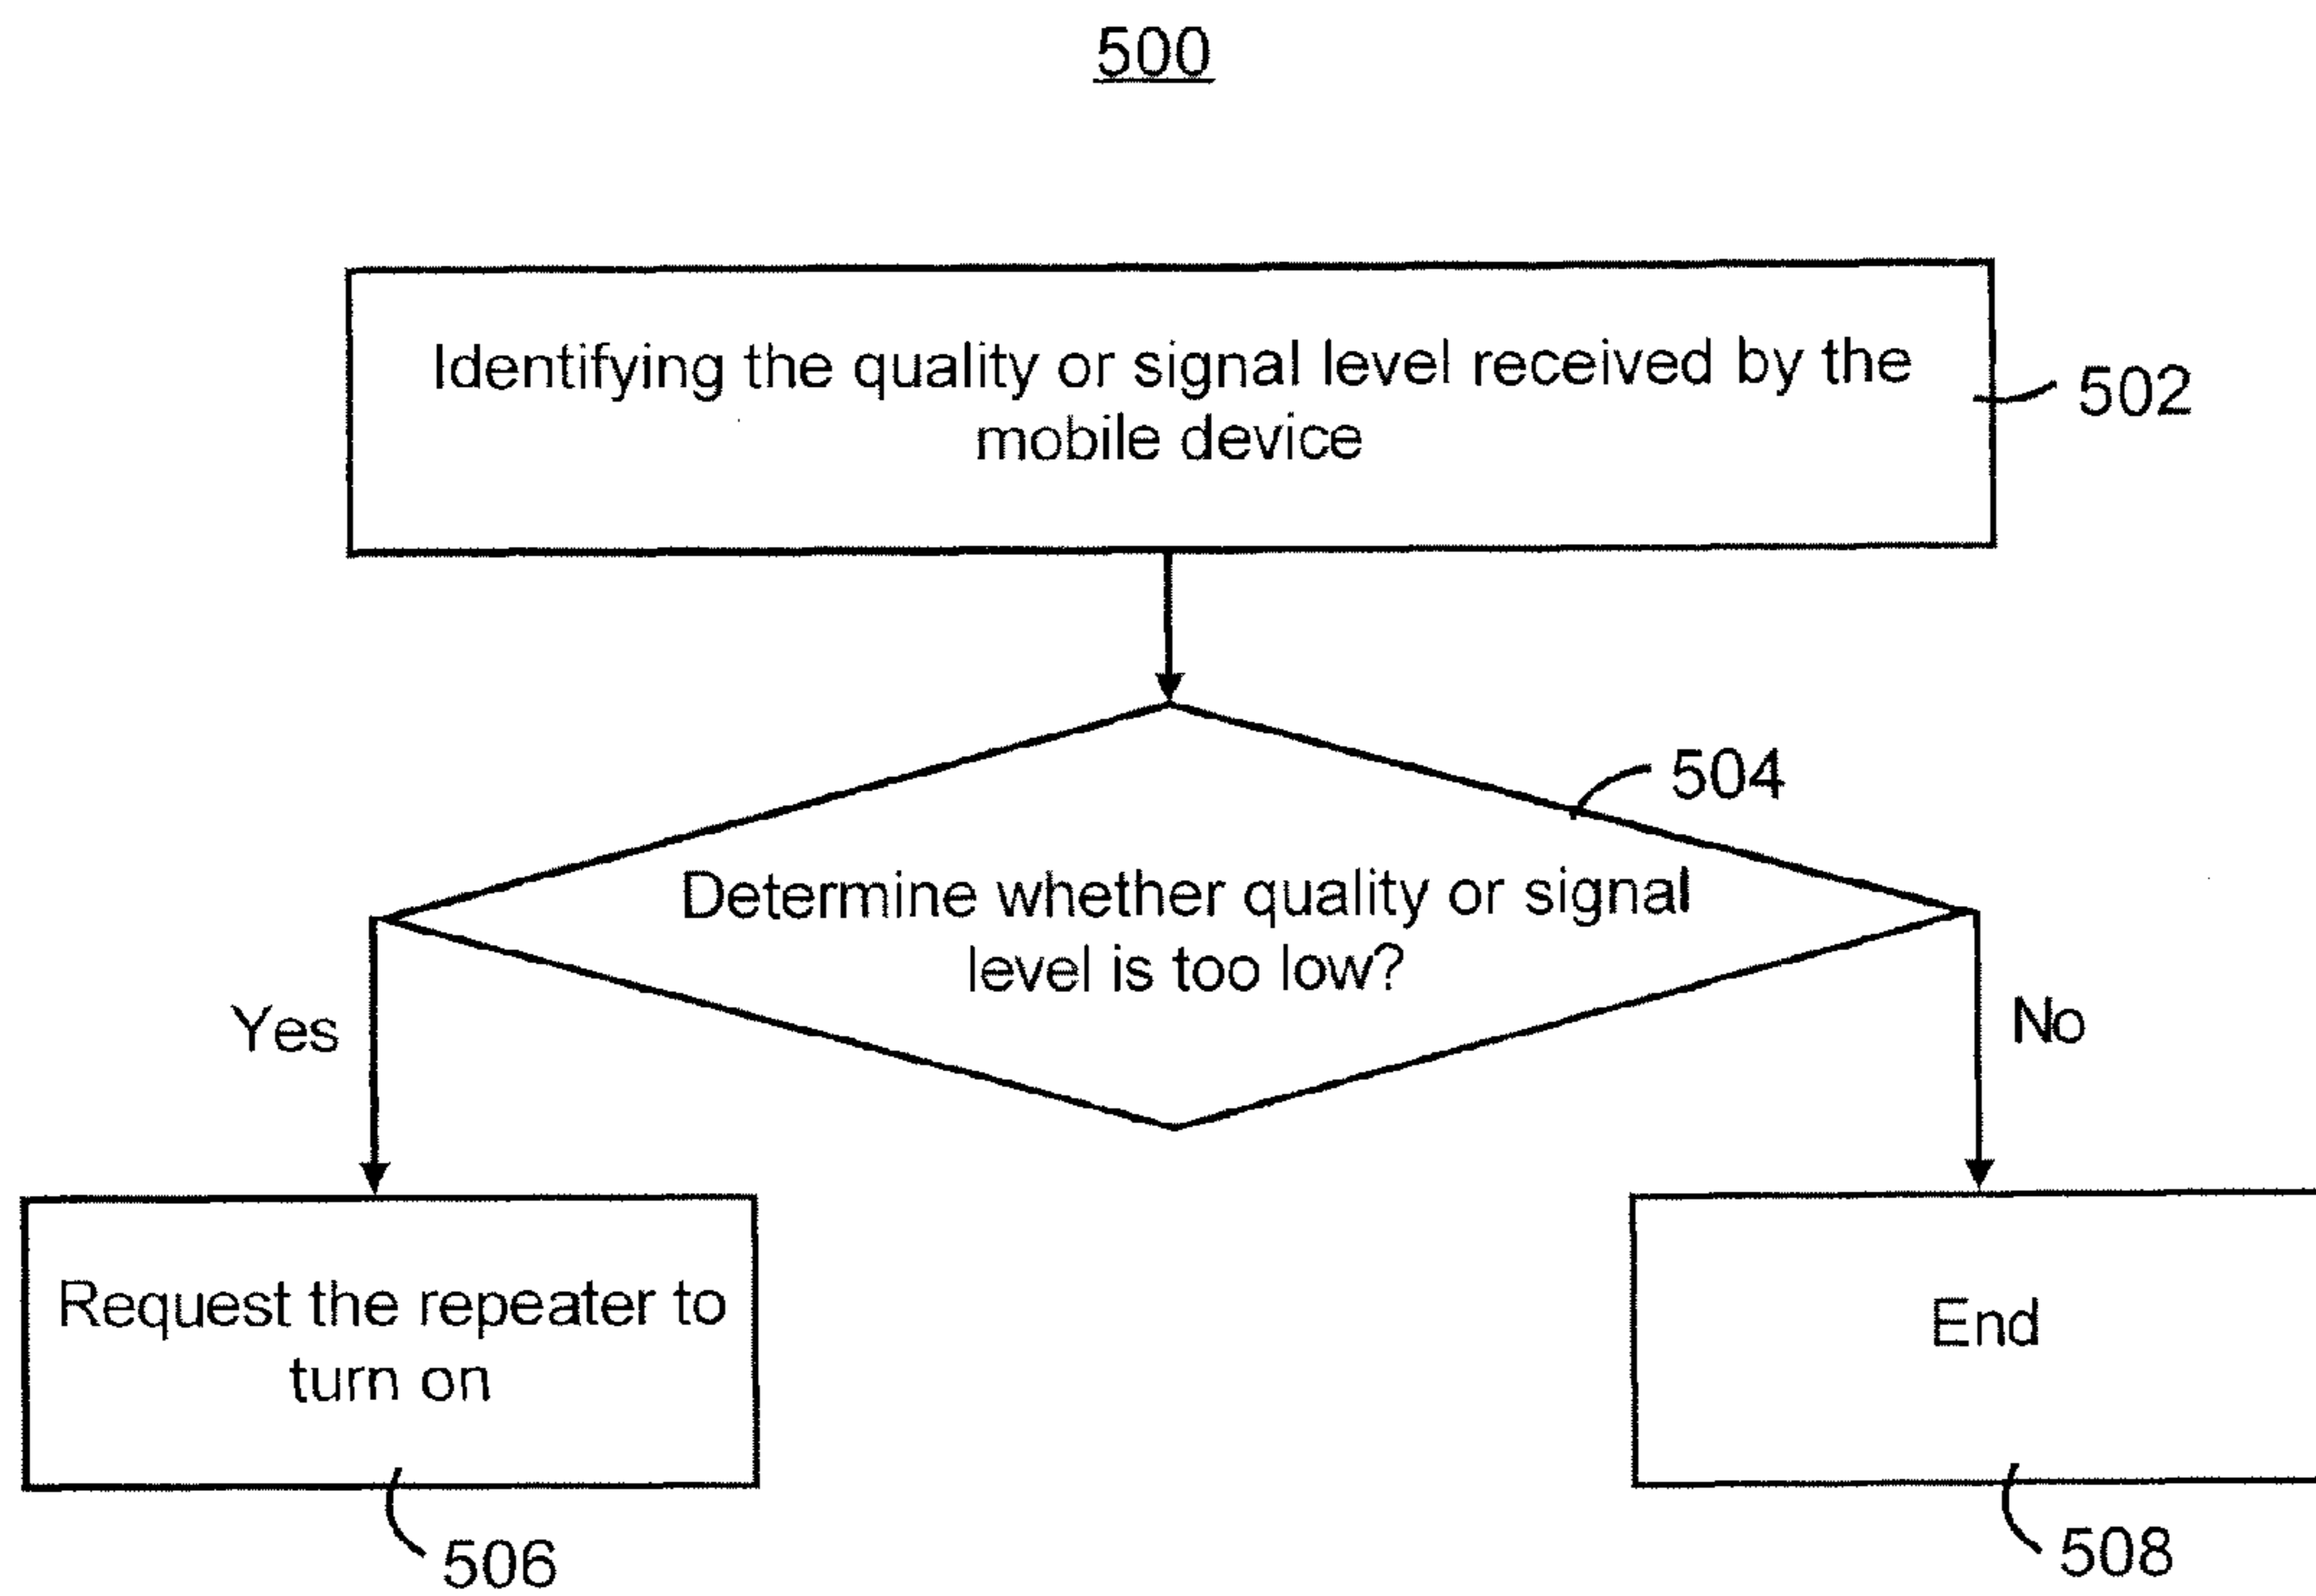 500
Identifying the quality or signal level received by the
mobile device
502
504
Determine whether quality or signal
level is too low?
Yes
No
Request the repeater to
turn on
End
506
508